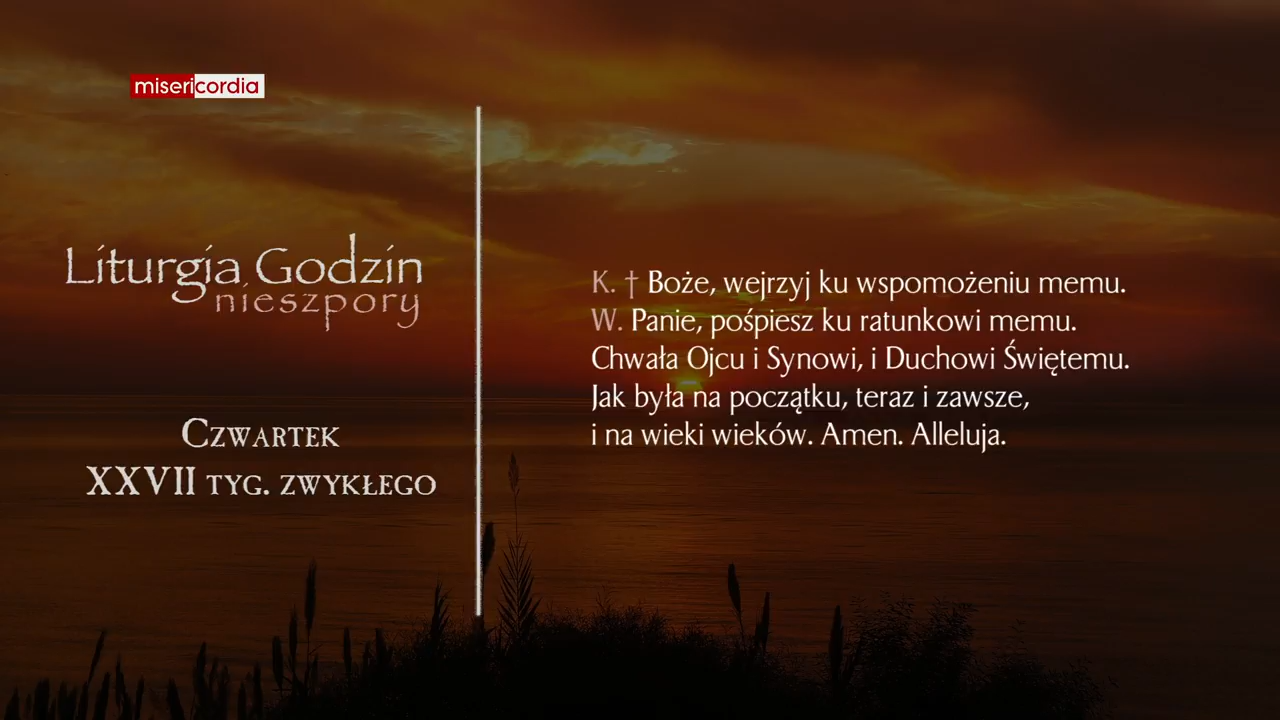 misericordia
Liturgia Godzin
nieszpory
Czwartek
XXVII tyg. zwykłego
K. † Boże, wejrzyj ku wspomożeniu memu.
W. Panie, pośpiesz ku ratunkowi memu.
Chwała Ojcu i Synowi, i Duchowi Świętemu.
Jak była na początku, teraz i zawsze,
i na wieki wieków. Amen. Alleluja.